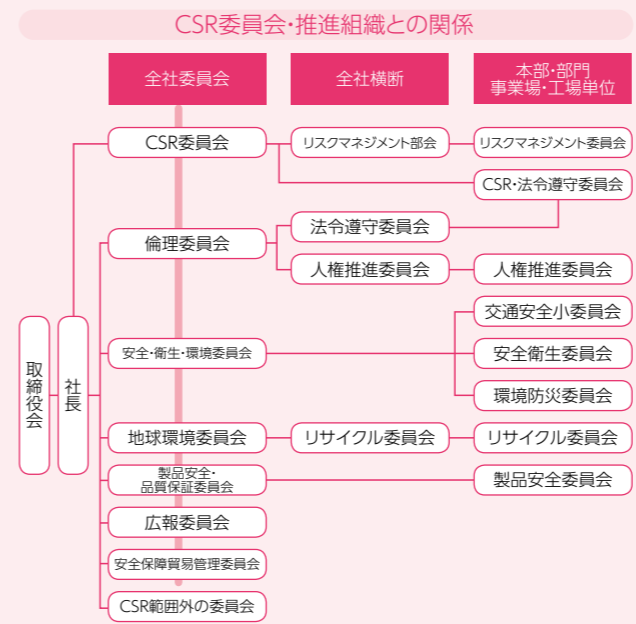 CSR委員会・推進組織との関係
全社委員会
全社横断
本部・部門
事業場・工場単位
CSR委員会
リスクマネジメント部会
リスクマネジメント委員会
CSR・法令遵守委員会
倫理委員会
法令遵守委員会
人権推進委員会
人権推進委員会
交通安全小委員会
安全・衛生・環境委員会
安全衛生委員会
環境防災委員会
取締役会
社長
地球環境委員会
リサイクル委員会
リサイクル委員会
製品安全・
品質保証委員会
製品安全委員会
広報委員会
安全保障貿易管理委員会
CSR範囲外の委員会